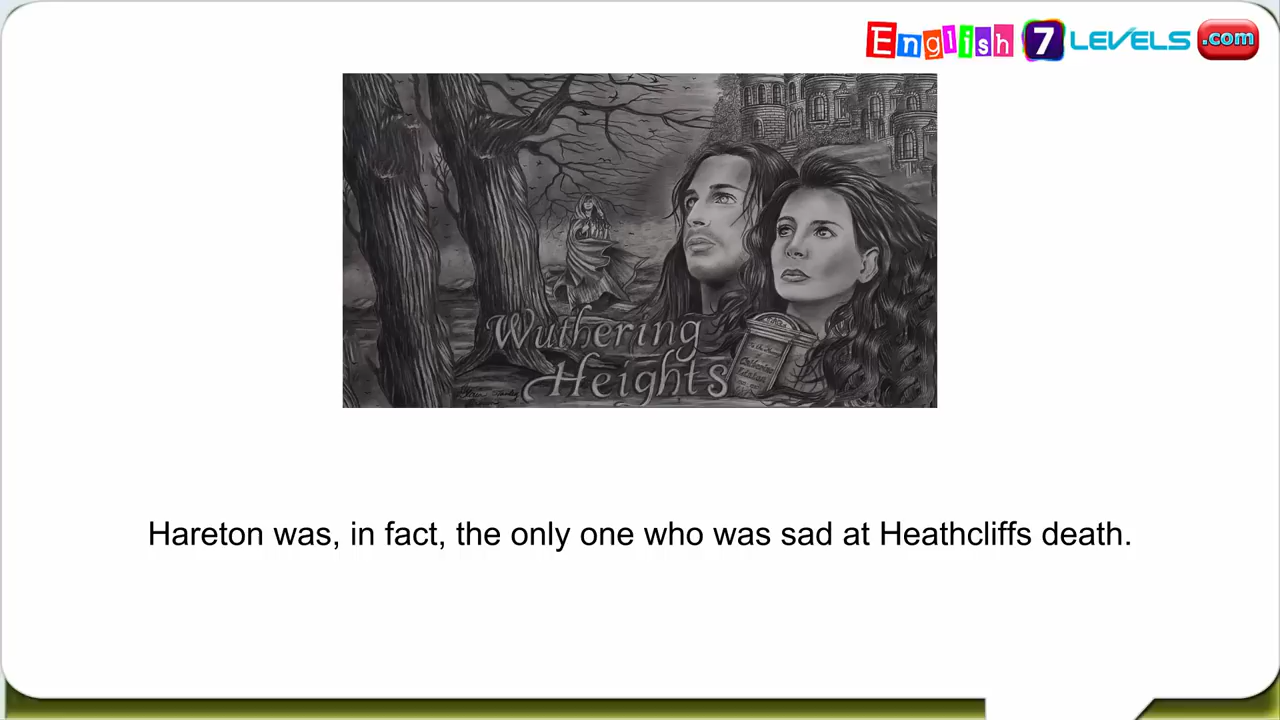 English 7 LEVELS .com
Wuthering
Heights
Hareton was, in fact, the only one who was sad at Heathcliffs death.